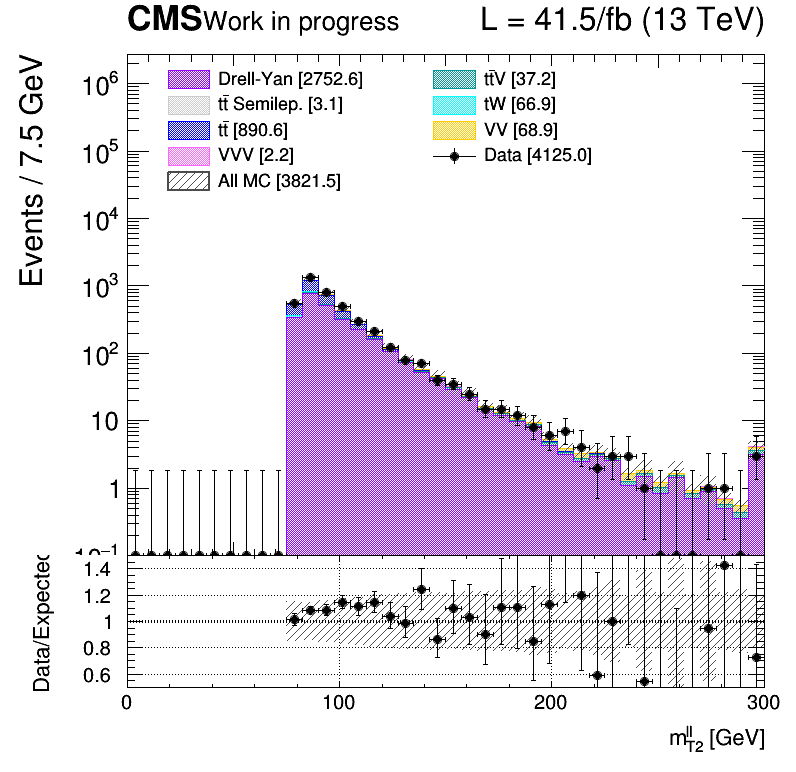 CMS Work in progress L = 41.5/fb (13 TeV)
Events / 7.5 GeV
Drell-Yan [2752.6] tt̄V [37.2]
tt̄ Semilep. [3.1] tW [66.9]
tt̄ [890.6] VV [68.9]
VVV [2.2] Data [4125.0]
All MC [3821.5]
10⁶
10⁵
10⁴
10³
10²
10
1
10⁻¹
Data/Expected
1.4
1.2
1
0.8
0.6
0 100 200 300
m_{T2}^{ll} [GeV]